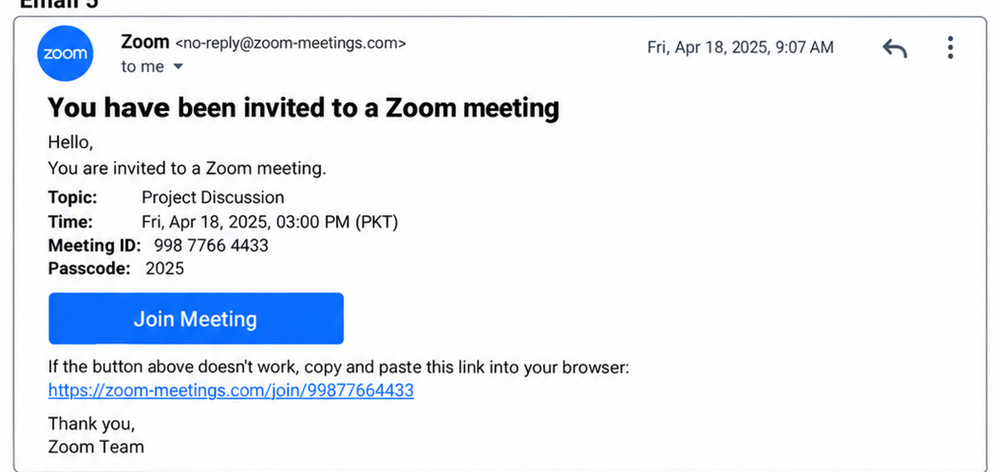 Email 5
zoom
Zoom <no-reply@zoom-meetings.com>
Fri, Apr 18, 2025, 9:07 AM
to me
You have been invited to a Zoom meeting
Hello,
You are invited to a Zoom meeting.
Topic: Project Discussion
Time: Fri, Apr 18, 2025, 03:00 PM (PKT)
Meeting ID: 998 7766 4433
Passcode: 2025
Join Meeting
If the button above doesn't work, copy and paste this link into your browser:
https://zoom-meetings.com/join/99877664433
Thank you,
Zoom Team